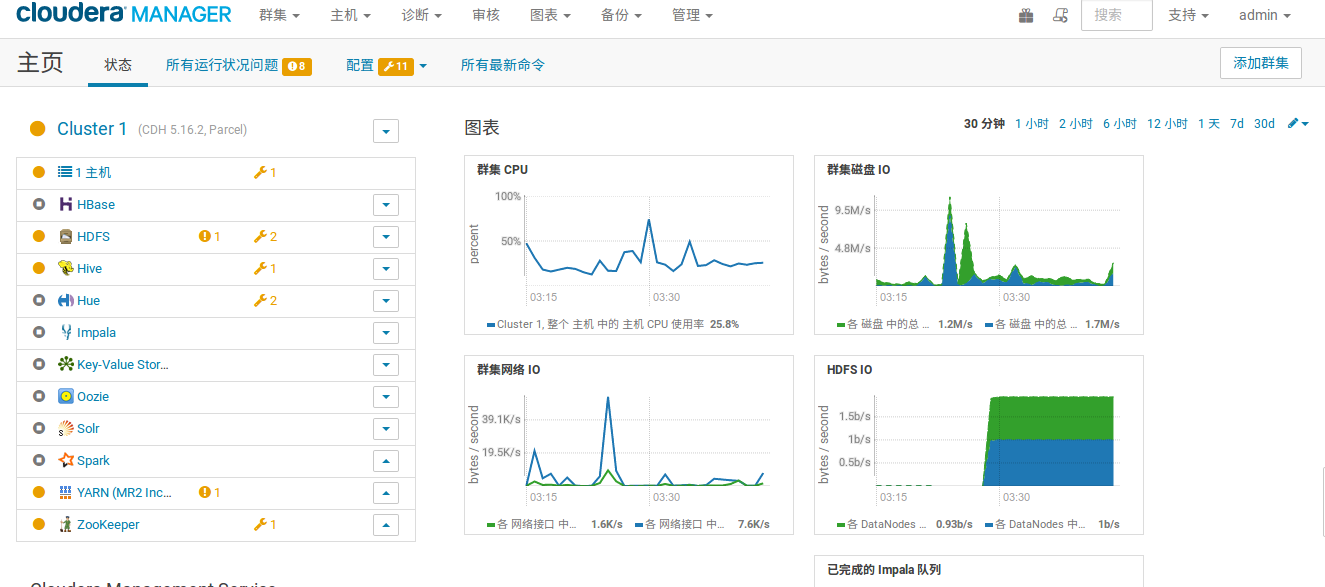 cloudera MANAGER 群集 主机 诊断 审核 图表 备份 管理 搜索 支持 admin
主页 状态 所有运行状况问题 8 配置 11 所有最新命令 添加群集
Cluster 1 (CDH 5.16.2, Parcel)
1 主机 1
HBase
HDFS 1 2
Hive 1
Hue 2
Impala
Key-Value Stor...
Oozie
Solr
Spark
YARN (MR2 Inc... 1
ZooKeeper 1
Cloudera Management Service
图表 30 分钟 1 小时 2 小时 6 小时 12 小时 1 天 7d 30d
群集 CPU
percent
100%
50%
03:15 03:30
Cluster 1, 整个 主机 中的 主机 CPU 使用率 25.8%
群集磁盘 IO
bytes / second
9.5M/s
4.8M/s
03:15 03:30
各 磁盘 中的总 ... 1.2M/s 各 磁盘 中的总 ... 1.7M/s
群集网络 IO
bytes / second
39.1K/s
19.5K/s
03:15 03:30
各 网络接口 中... 1.6K/s 各 网络接口 中... 7.6K/s
HDFS IO
bytes / second
1.5b/s
1b/s
0.5b/s
03:15 03:30
各 DataNodes ... 0.93b/s 各 DataNodes 中... 1b/s
已完成的 Impala 队列